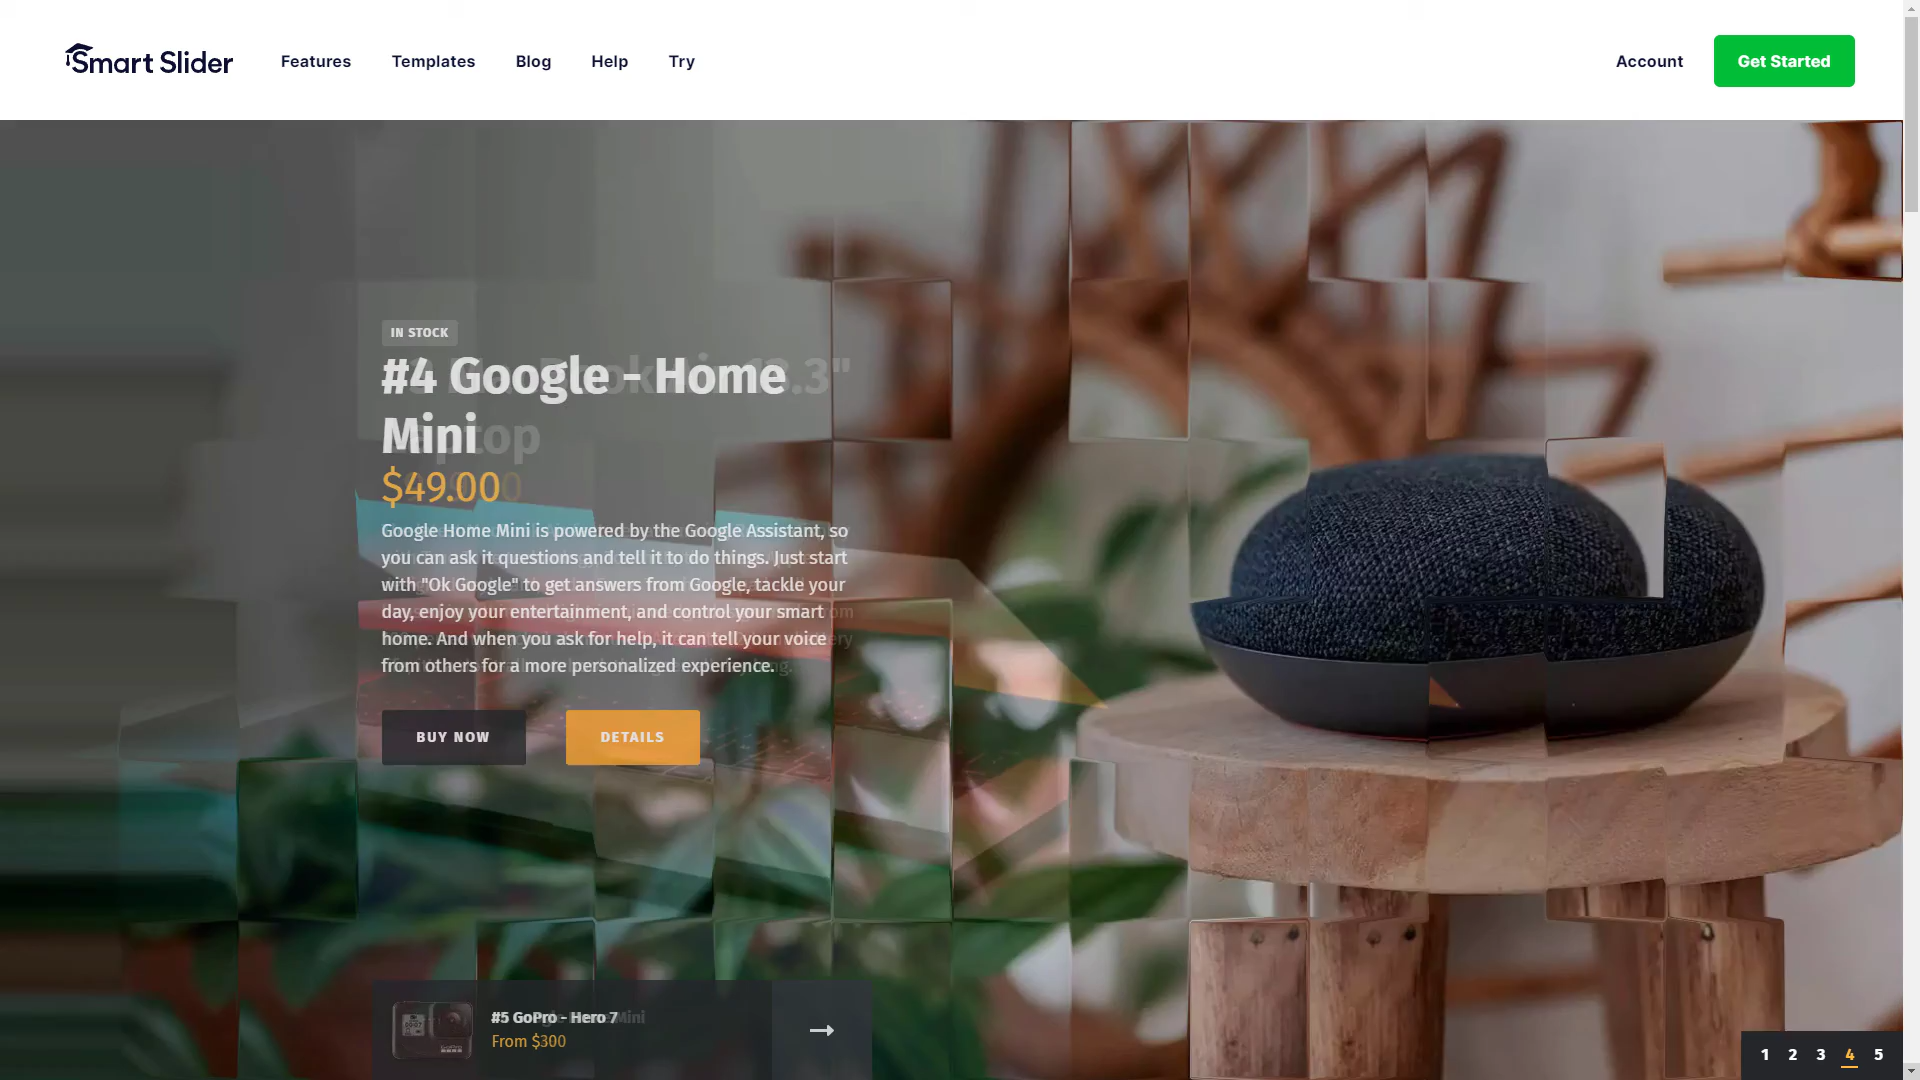 Smart Slider
Features
Templates
Blog
Help
Try
Account
Get Started
IN STOCK
#4 Google - Home
Mini
$49.00
Google Home Mini is powered by the Google Assistant, so
you can ask it questions and tell it to do things. Just start
with "Ok Google" to get answers from Google, tackle your
day, enjoy your entertainment, and control your smart
home. And when you ask for help, it can tell your voice
from others for a more personalized experience.
BUY NOW
DETAILS
#5 GoPro - Hero 7
From $300
1 2 3 4 5